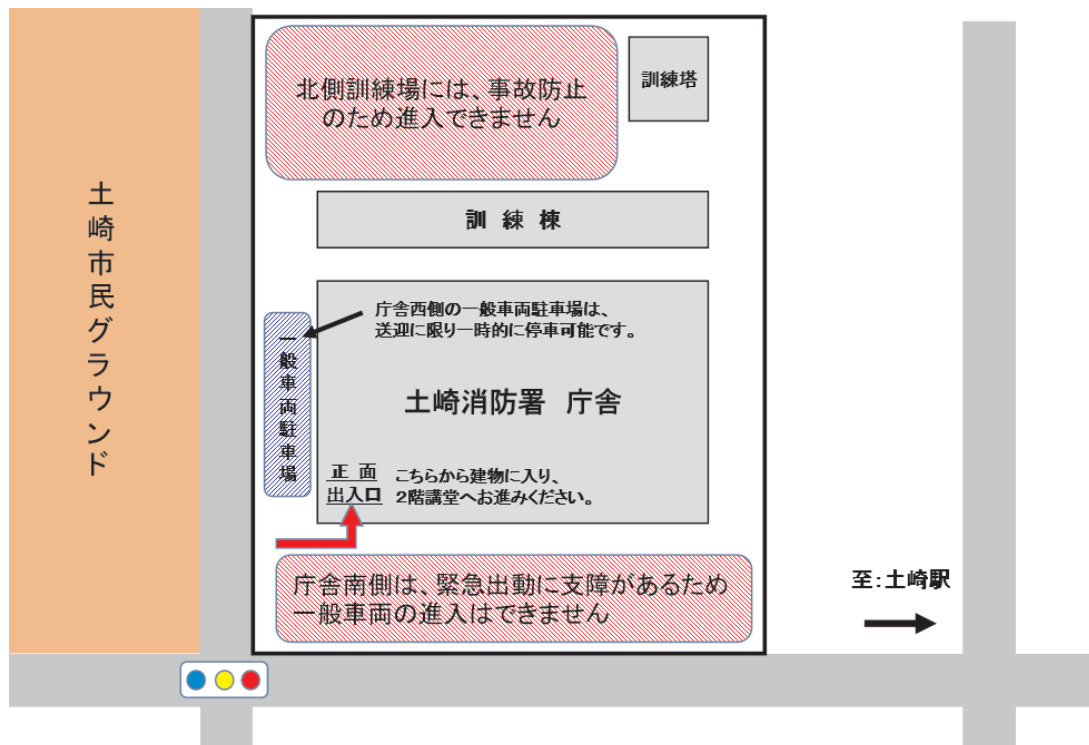 北側訓練場には、事故防止
のため進入できません
訓練塔
訓 練 棟
土崎市民グラウンド
庁舎西側の一般車両駐車場は、
送迎に限り一時的に停車可能です。
一般車両駐車場
土崎消防署 庁舎
正 面
出入口
こちらから建物に入り、
2階講堂へお進みください。
庁舎南側は、緊急出動に支障があるため
一般車両の進入はできません
至:土崎駅